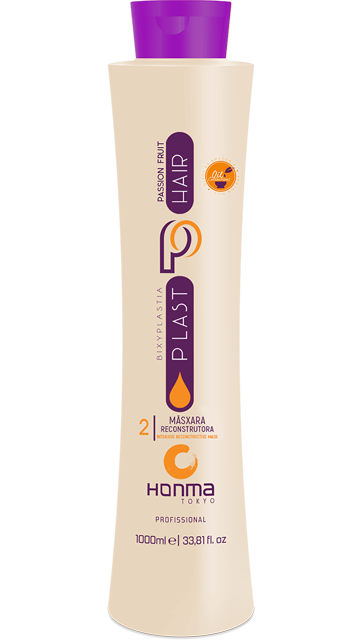 PASSION FRUIT
HAIR
BIXYPLASTIA
PLAST
2
MÁSXARA
RECONSTRUTORA
INTENSIVE RECONSTRUCTIVE MASK
HONMA
TOKYO
PROFISSIONAL
1000ml ℮ | 33,81 fl. oz